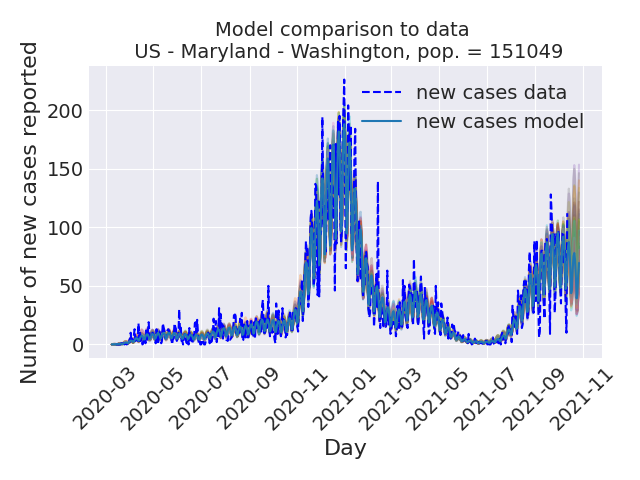 Model comparison to data
US - Maryland - Washington, pop. = 151049
Number of new cases reported
200
150
100
50
0
new cases data
new cases model
2020-03
2020-05
2020-07
2020-09
2020-11
2021-01
2021-03
2021-05
2021-07
2021-09
2021-11
Day